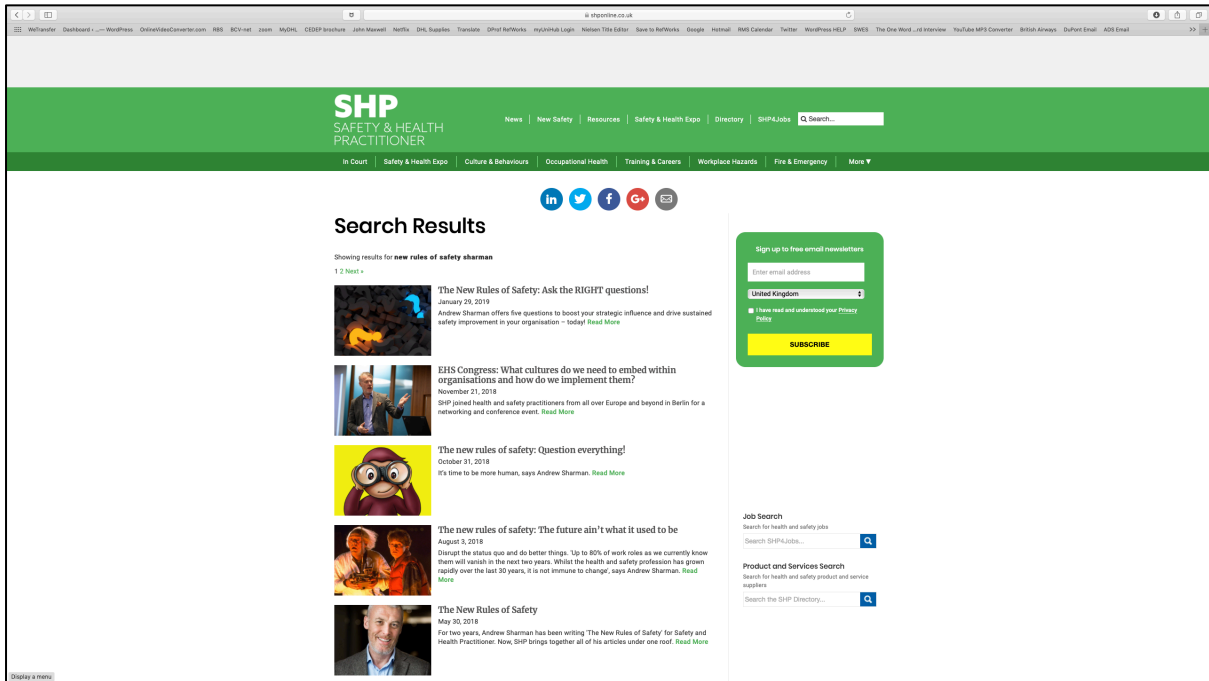 shponline.co.uk
WeTransfer Dashboard ‹ ...— WordPress OnlineVideoConverter.com RBS BCV-net zoom MyDHL CEDEP brochure John Maxwell Netflix DHL Supplies Translate DProf RefWorks myUniHub Login Nielsen Title Editor Save to RefWorks Google Hotmail RMS Calendar Twitter WordPress HELP SWES The One Word ...rd Interview YouTube MP3 Converter British Airways DuPont Email ADS Email >> +
SHP
SAFETY & HEALTH
PRACTITIONER
News | New Safety | Resources | Safety & Health Expo | Directory | SHP4Jobs Search...
In Court | Safety & Health Expo | Culture & Behaviours | Occupational Health | Training & Careers | Workplace Hazards | Fire & Emergency | More ▼
in f G+
Search Results
Showing results for new rules of safety sharman
1 2 Next »
The New Rules of Safety: Ask the RIGHT questions!
January 29, 2019
Andrew Sharman offers five questions to boost your strategic influence and drive sustained
safety improvement in your organisation – today! Read More
EHS Congress: What cultures do we need to embed within
organisations and how do we implement them?
November 21, 2018
SHP joined health and safety practitioners from all over Europe and beyond in Berlin for a
networking and conference event. Read More
The new rules of safety: Question everything!
October 31, 2018
It's time to be more human, says Andrew Sharman. Read More
The new rules of safety: The future ain't what it used to be
August 3, 2018
Disrupt the status quo and do better things. 'Up to 80% of work roles as we currently know
them will vanish in the next two years. Whilst the health and safety profession has grown
rapidly over the last 30 years, it is not immune to change', says Andrew Sharman. Read
More
The New Rules of Safety
May 30, 2018
For two years, Andrew Sharman has been writing 'The New Rules of Safety' for Safety and
Health Practitioner. Now, SHP brings together all of his articles under one roof. Read More
Sign up to free email newsletters
Enter email address
United Kingdom
I have read and understood your Privacy
Policy
SUBSCRIBE
Job Search
Search for health and safety jobs
Search SHP4Jobs...
Product and Services Search
Search for health and safety product and service
suppliers
Search the SHP Directory...
Display a menu